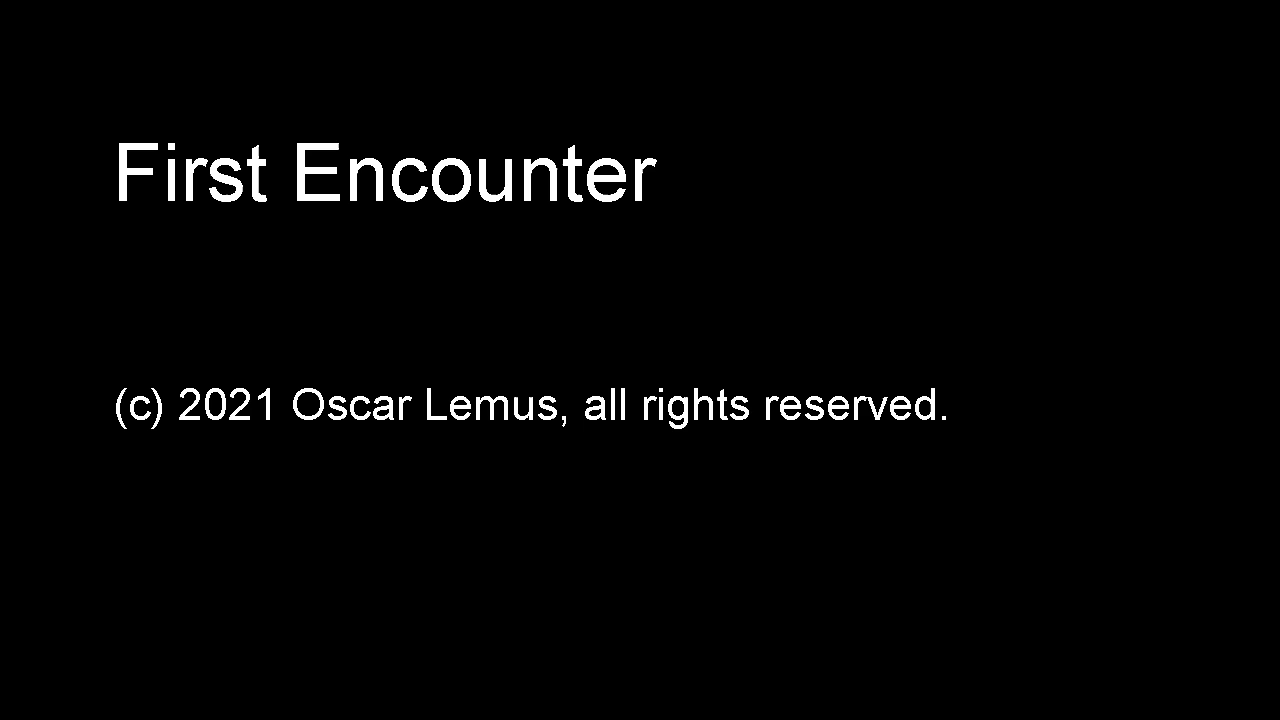 First Encounter
(c) 2021 Oscar Lemus, all rights reserved.